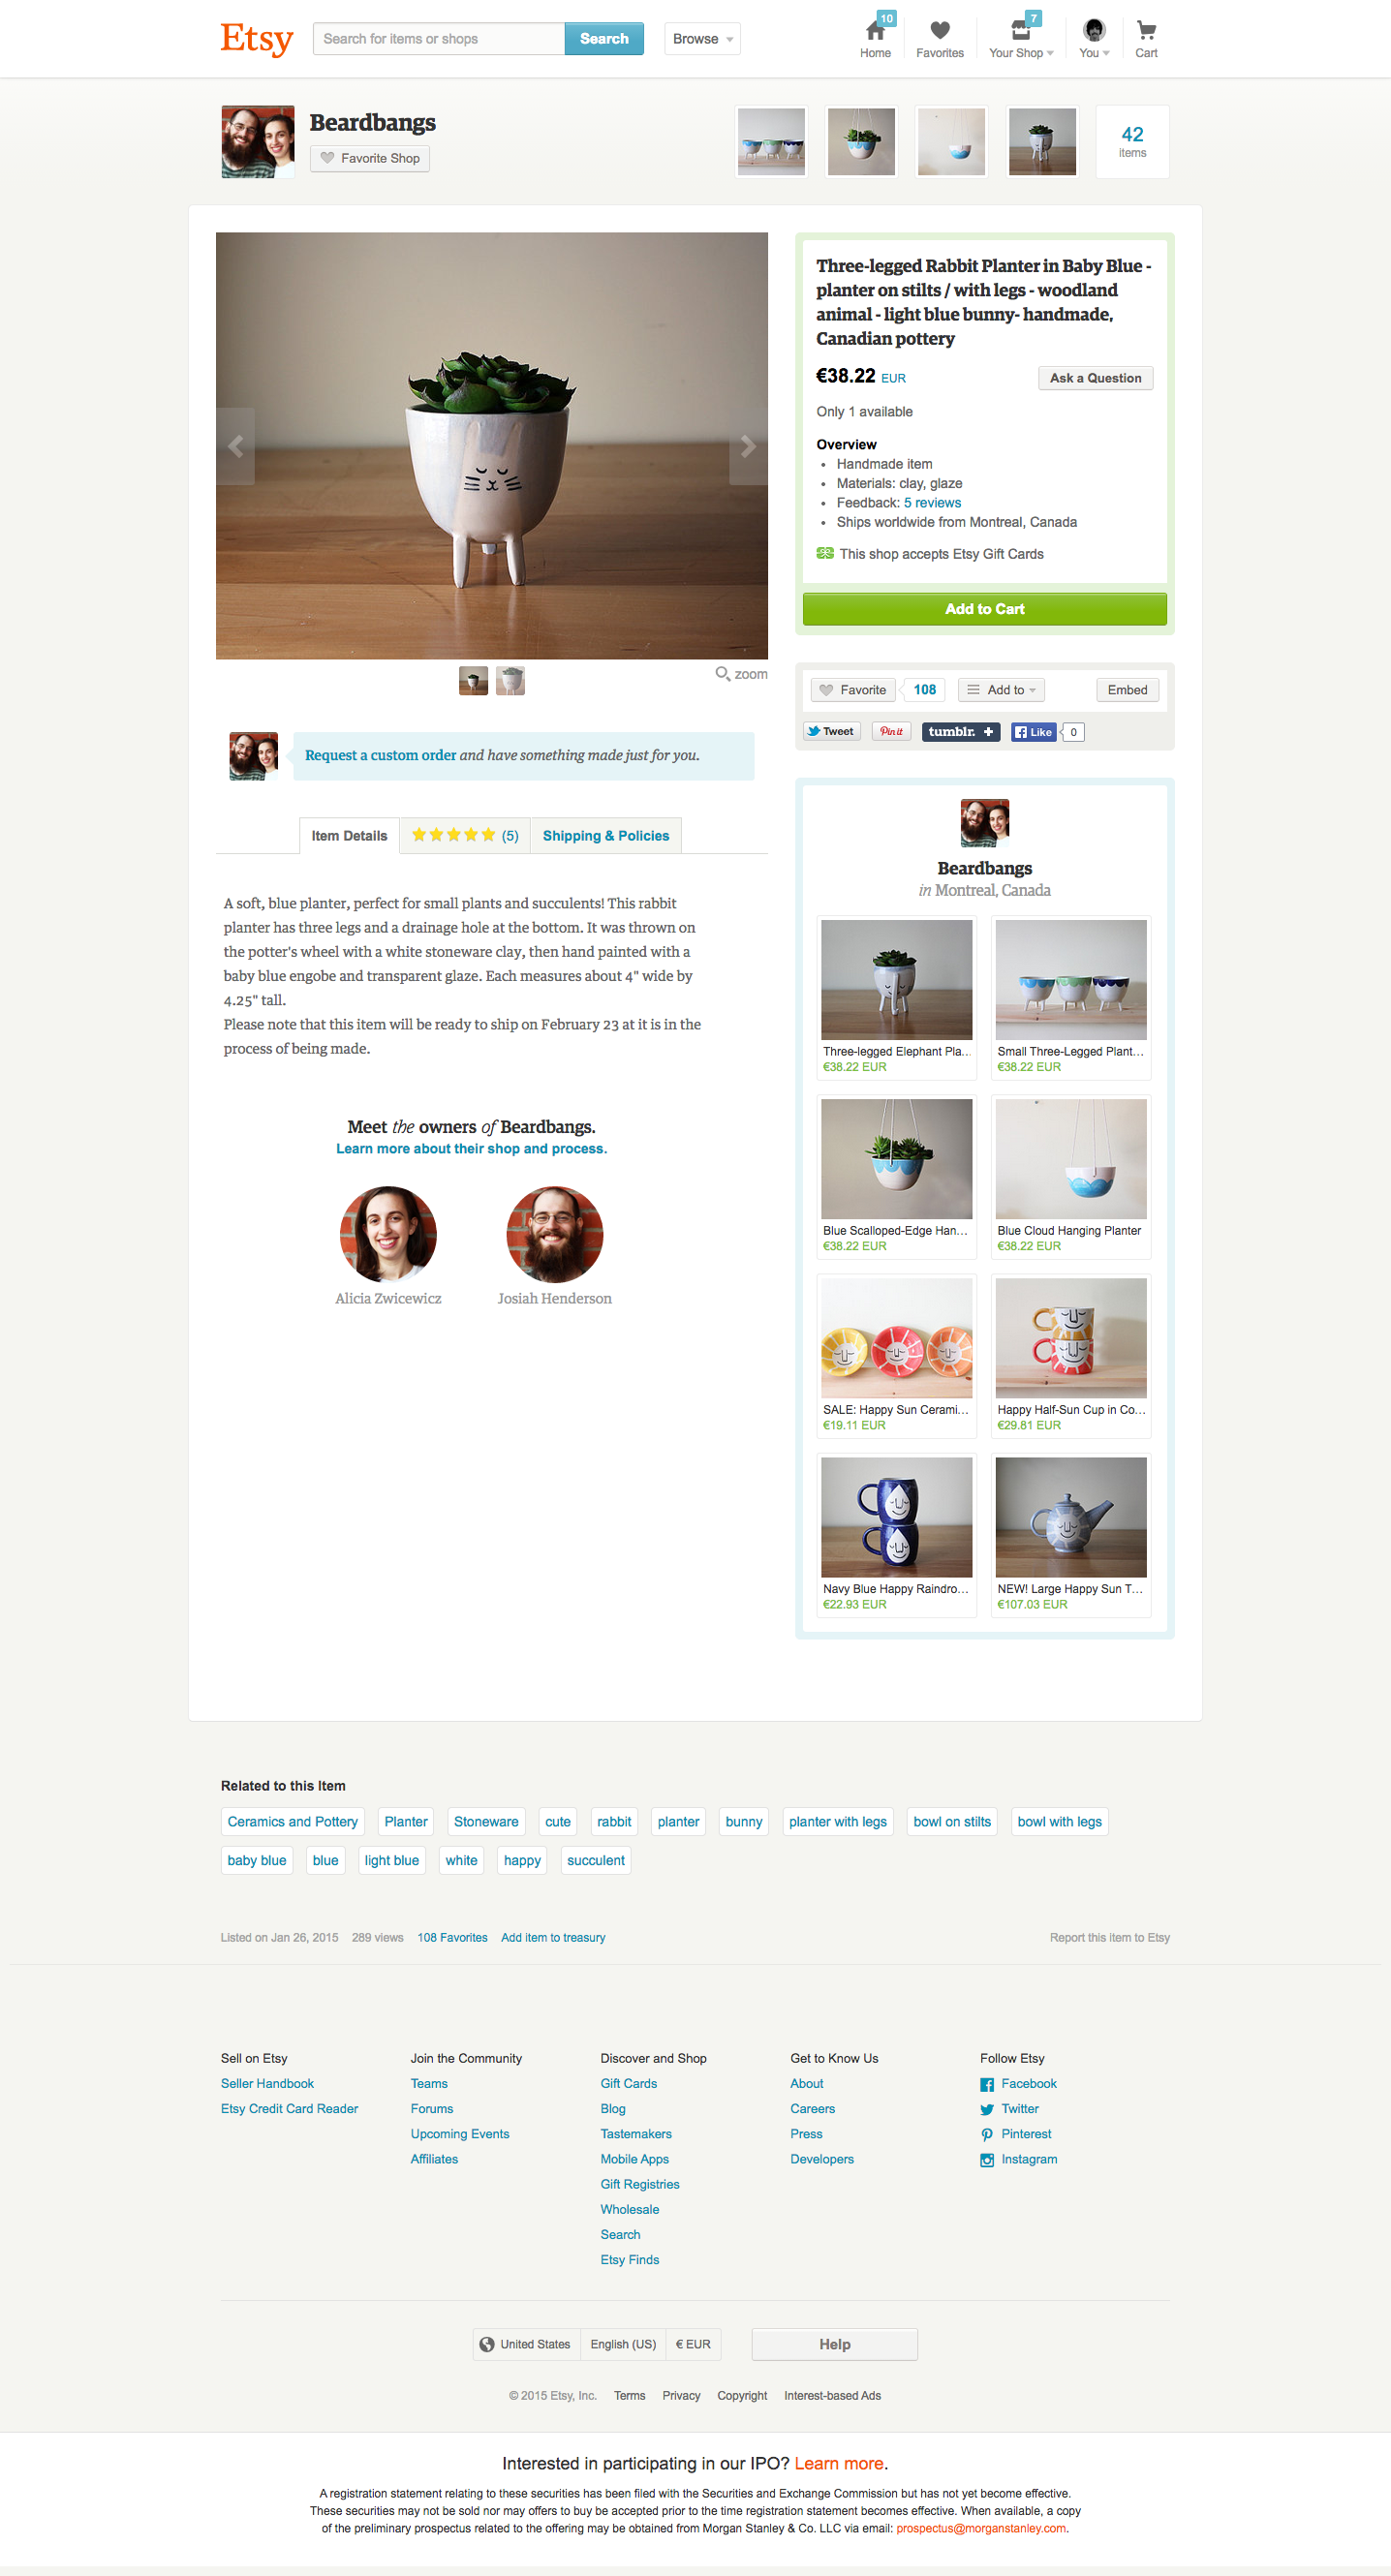 Etsy
Search for items or shops
Search
Browse
10
Home
Favorites
7
Your Shop
You
Cart
Beardbangs
Favorite Shop
42
items
Three-legged Rabbit Planter in Baby Blue -
planter on stilts / with legs - woodland
animal - light blue bunny- handmade,
Canadian pottery
€38.22 EUR
Ask a Question
Only 1 available
Overview
• Handmade item
• Materials: clay, glaze
• Feedback: 5 reviews
• Ships worldwide from Montreal, Canada
This shop accepts Etsy Gift Cards
Add to Cart
zoom
Favorite
108
Add to
Embed
Tweet
Pin it
tumblr. +
Like
0
Request a custom order and have something made just for you.
Item Details
(5)
Shipping & Policies
A soft, blue planter, perfect for small plants and succulents! This rabbit
planter has three legs and a drainage hole at the bottom. It was thrown on
the potter's wheel with a white stoneware clay, then hand painted with a
baby blue engobe and transparent glaze. Each measures about 4" wide by
4.25" tall.
Please note that this item will be ready to ship on February 23 at it is in the
process of being made.
Meet the owners of Beardbangs.
Learn more about their shop and process.
Alicia Zwicewicz
Josiah Henderson
Beardbangs
in Montreal, Canada
Three-legged Elephant Pla...
€38.22 EUR
Small Three-Legged Plant...
€38.22 EUR
Blue Scalloped-Edge Han...
€38.22 EUR
Blue Cloud Hanging Planter
€38.22 EUR
SALE: Happy Sun Cerami...
€19.11 EUR
Happy Half-Sun Cup in Co...
€29.81 EUR
Navy Blue Happy Raindro...
€22.93 EUR
NEW! Large Happy Sun T...
€107.03 EUR
Related to this Item
Ceramics and Pottery
Planter
Stoneware
cute
rabbit
planter
bunny
planter with legs
bowl on stilts
bowl with legs
baby blue
blue
light blue
white
happy
succulent
Listed on Jan 26, 2015
289 views
108 Favorites
Add item to treasury
Report this item to Etsy
Sell on Etsy
Seller Handbook
Etsy Credit Card Reader
Join the Community
Teams
Forums
Upcoming Events
Affiliates
Discover and Shop
Gift Cards
Blog
Tastemakers
Mobile Apps
Gift Registries
Wholesale
Search
Etsy Finds
Get to Know Us
About
Careers
Press
Developers
Follow Etsy
Facebook
Twitter
Pinterest
Instagram
United States
English (US)
€ EUR
Help
© 2015 Etsy, Inc.
Terms
Privacy
Copyright
Interest-based Ads
Interested in participating in our IPO? Learn more.
A registration statement relating to these securities has been filed with the Securities and Exchange Commission but has not yet become effective.
These securities may not be sold nor may offers to buy be accepted prior to the time registration statement becomes effective. When available, a copy
of the preliminary prospectus related to the offering may be obtained from Morgan Stanley & Co. LLC via email: prospectus@morganstanley.com.